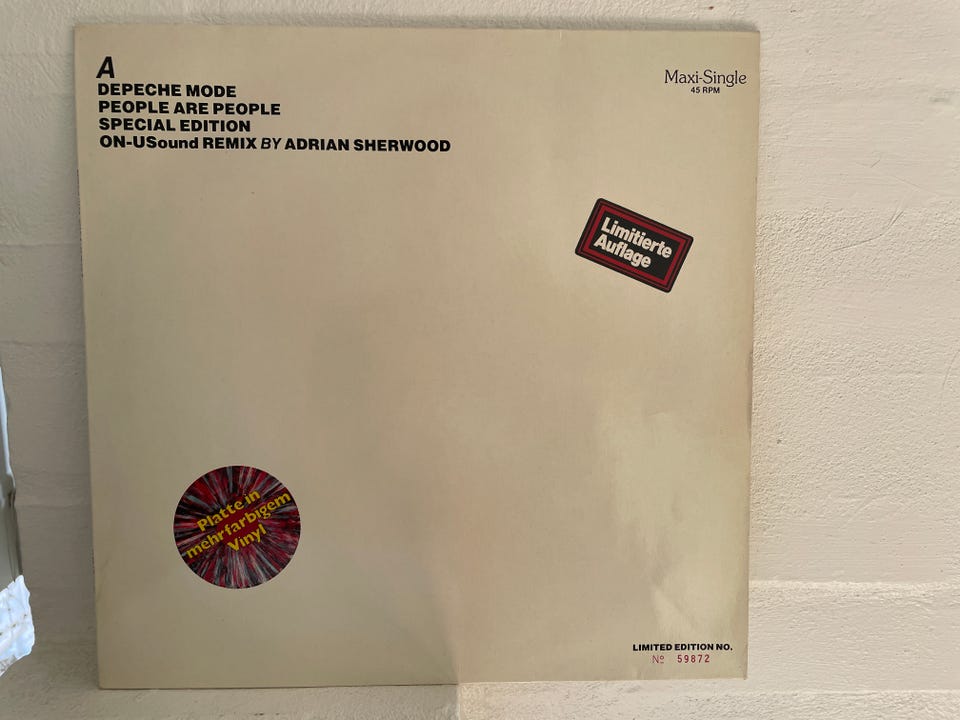 A
DEPECHE MODE
PEOPLE ARE PEOPLE
SPECIAL EDITION
ON-USound REMIX BY ADRIAN SHERWOOD
Maxi-Single
45 RPM
Limitierte
Auflage
Platte in
mehrfarbigem
Vinyl
LIMITED EDITION NO.
Nº 59872